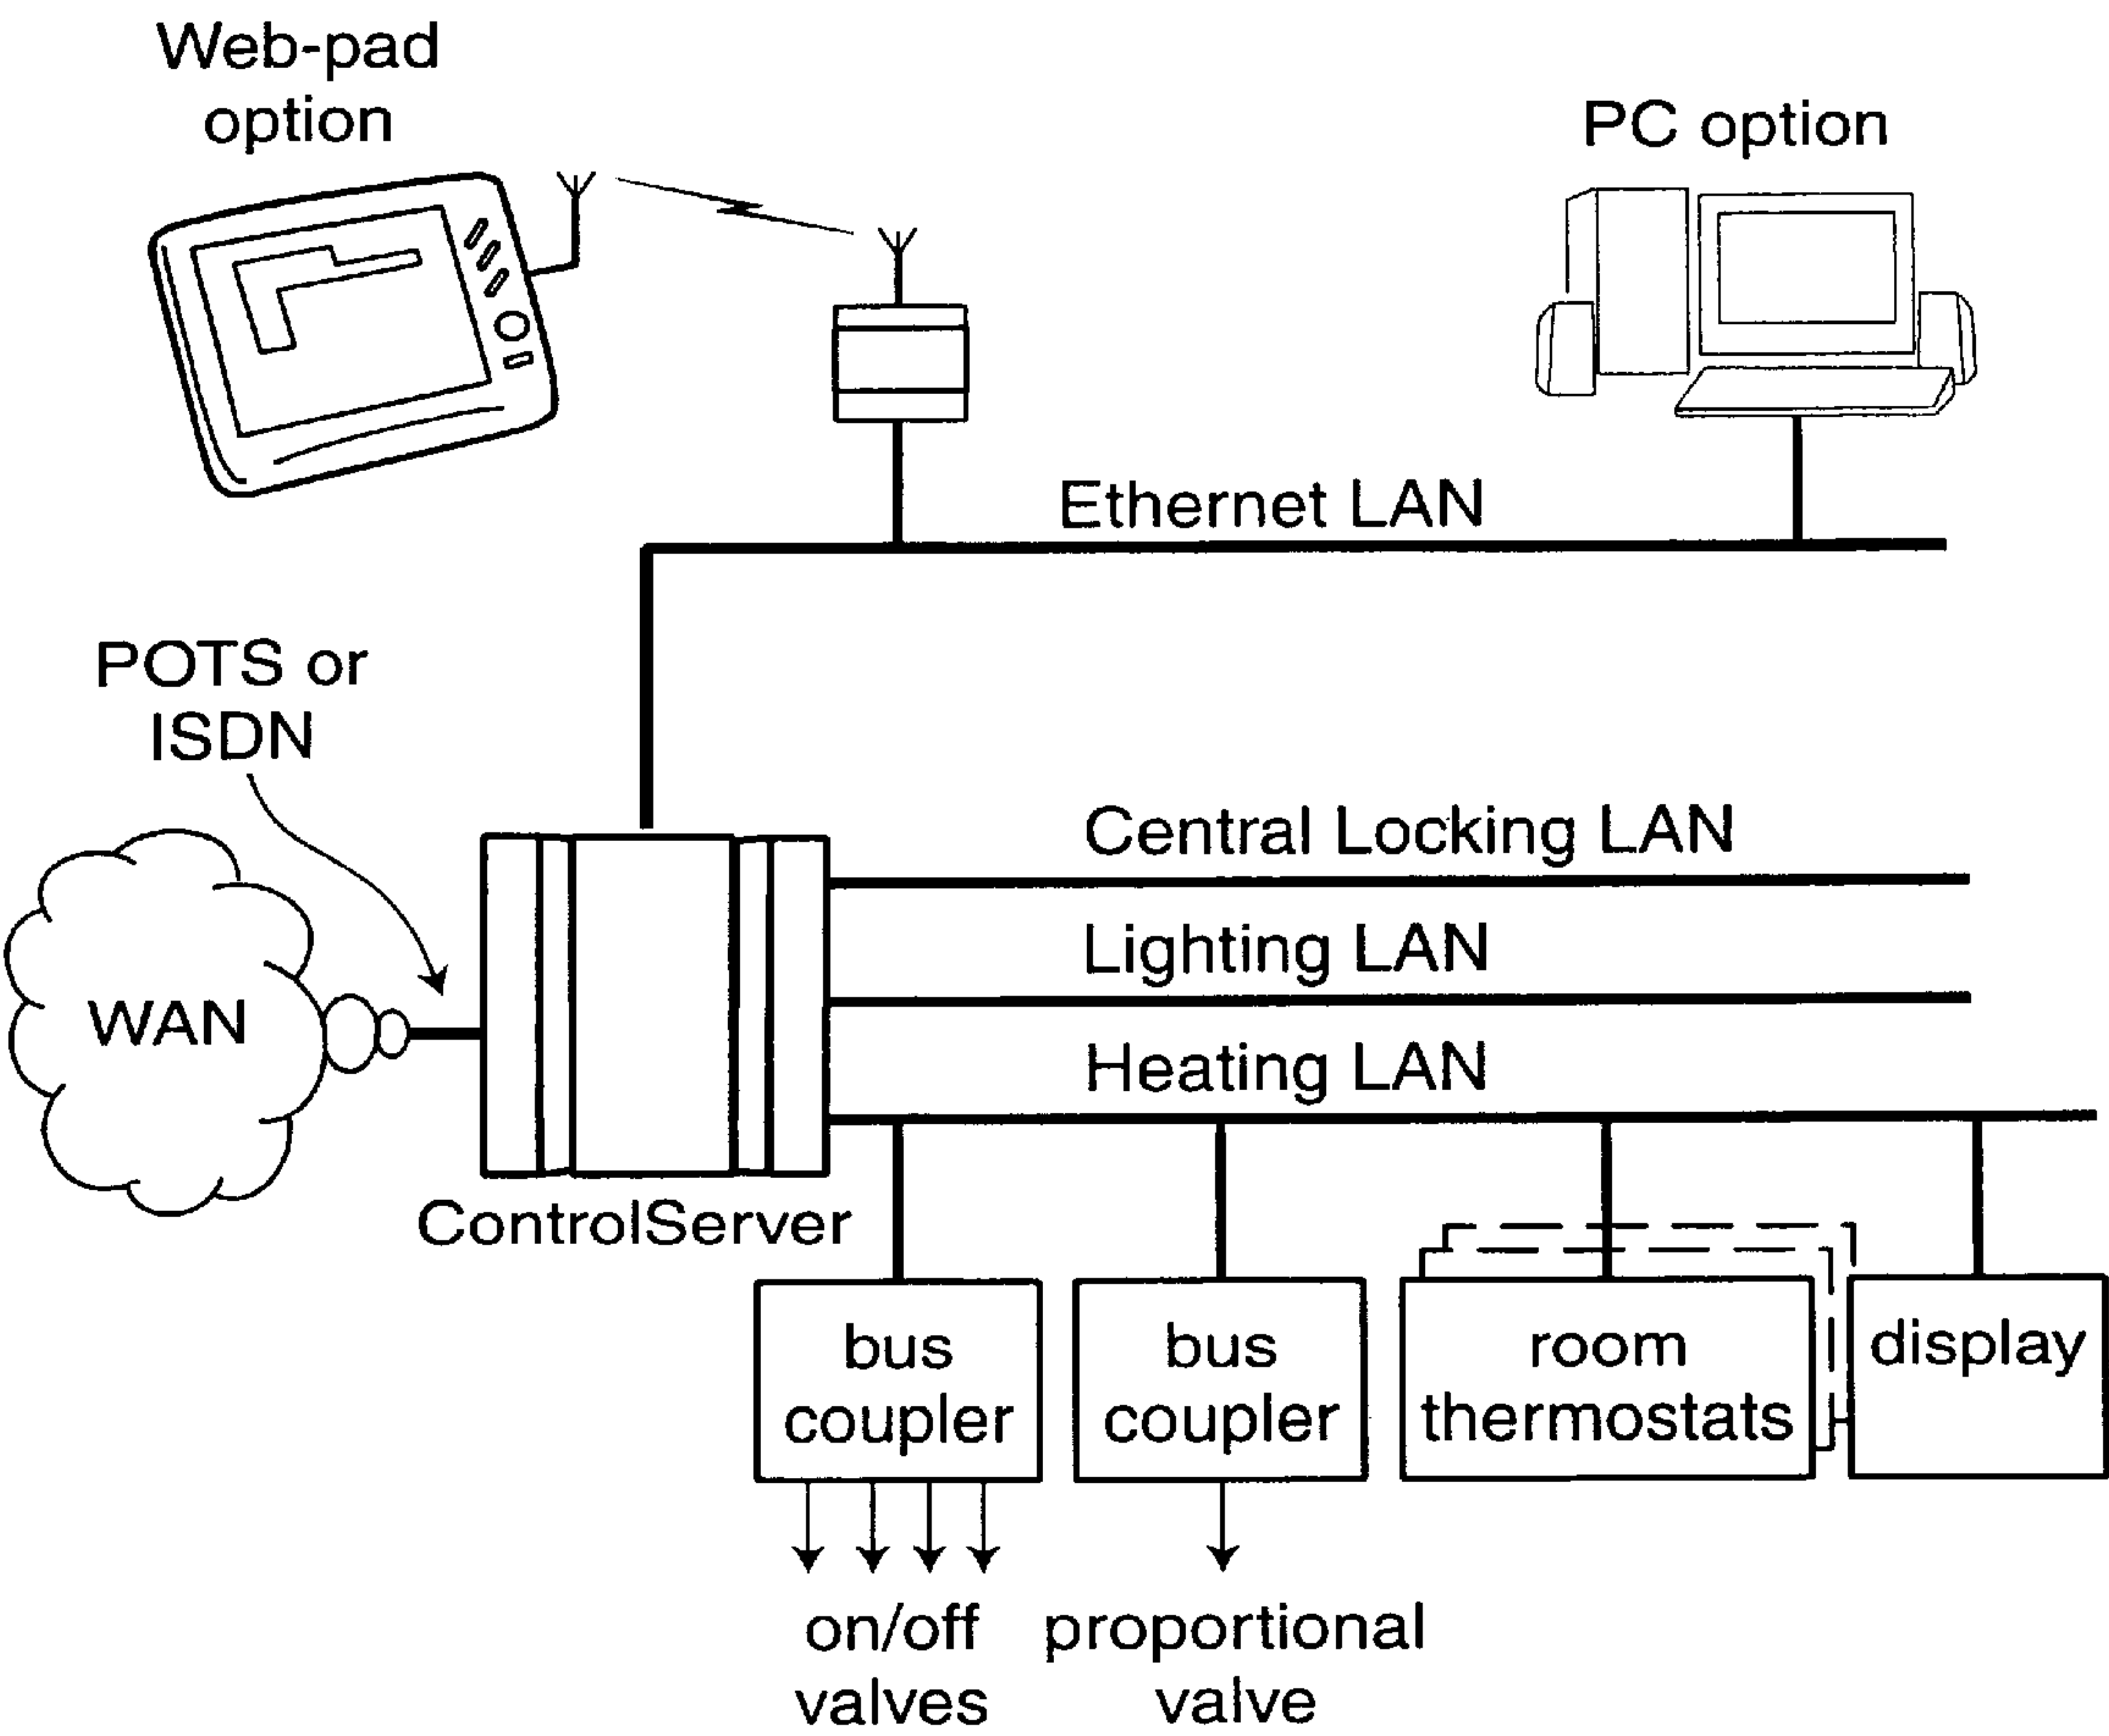 Web-pad
option
PC option
Ethernet LAN
POTS or
ISDN
Central Locking LAN
Lighting LAN
WAN
Heating LAN
ControlServer
bus
coupler
bus
coupler
room
thermostats
display
on/off
valves
proportional
valve